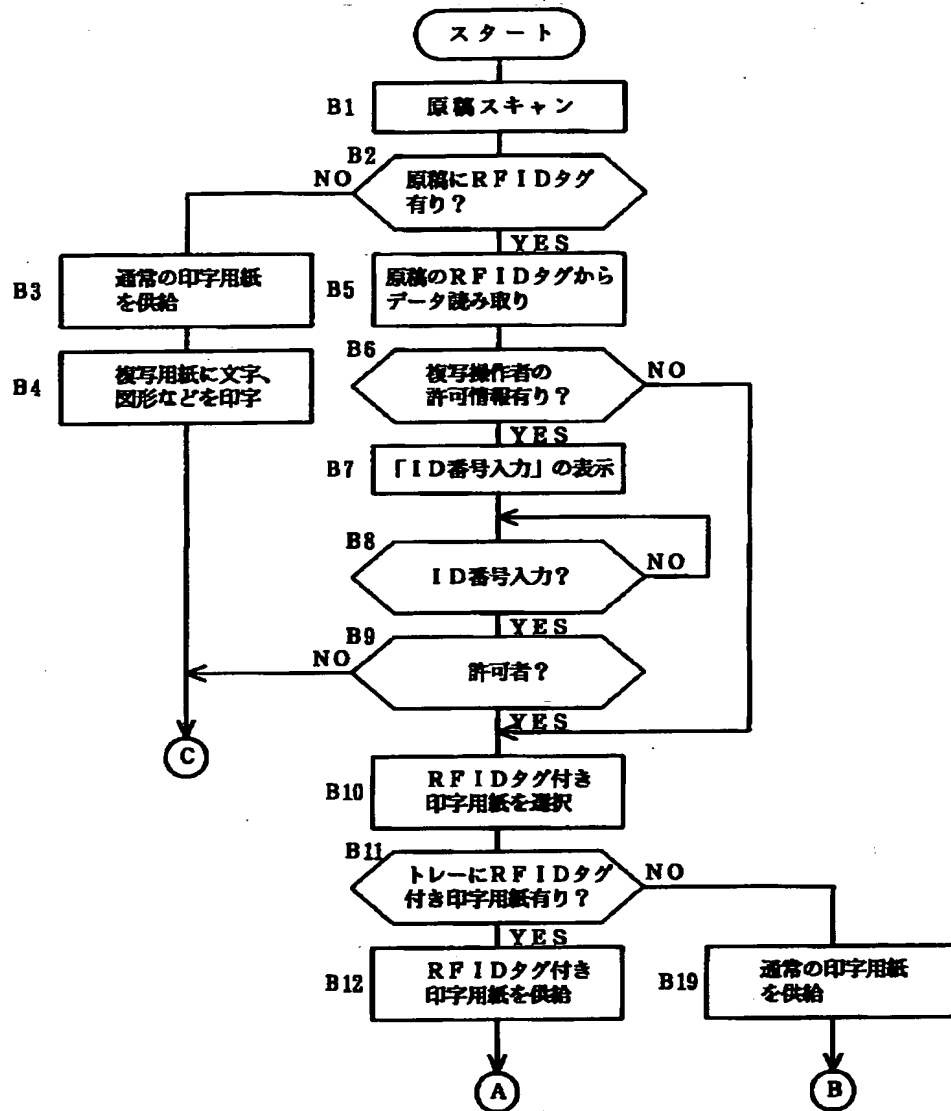 スタート
B1
原稿スキャン
B2
原稿にRFIDタグ
有り?
NO
YES
B3
通常の印字用紙
を供給
B5
原稿のRFIDタグから
データ読み取り
B4
複写用紙に文字、
図形などを印字
B6
複写操作者の
許可情報有り?
NO
YES
B7
「ID番号入力」の表示
B8
ID番号入力?
NO
YES
B9
許可者?
NO
YES
C
B10
RFIDタグ付き
印字用紙を選択
B11
トレーにRFIDタグ
付き印字用紙有り?
NO
YES
B12
RFIDタグ付き
印字用紙を供給
B19
通常の印字用紙
を供給
A
B